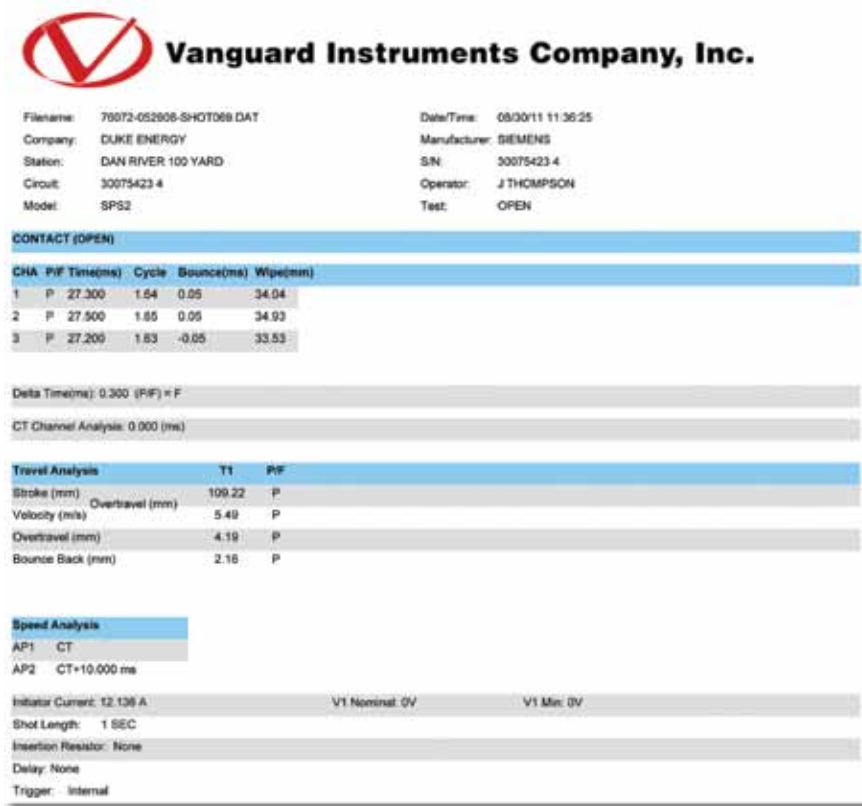 Vanguard Instruments Company, Inc.
Filename: 76072-052608-SHOT069.DAT Date/Time: 08/30/11 11:36:25
Company: DUKE ENERGY Manufacturer: SIEMENS
Station: DAN RIVER 100 YARD S/N: 30075423 4
Circuit: 30075423 4 Operator: J THOMPSON
Model: SPS2 Test: OPEN
CONTACT (OPEN)
CHA P/F Time(ms) Cycle Bounce(ms) Wipe(mm)
1 P 27.300 1.64 0.05 34.04
2 P 27.500 1.65 0.05 34.93
3 P 27.200 1.63 -0.05 33.53
Delta Time(ms): 0.300 (P/F) = F
CT Channel Analysis: 0.000 (ms)
Travel Analysis T1 P/F
Stroke (mm) 109.22 P
Overtravel (mm)
Velocity (m/s) 5.49 P
Overtravel (mm) 4.19 P
Bounce Back (mm) 2.16 P
Speed Analysis
AP1 CT
AP2 CT+10.000 ms
Initiator Current: 12.136 A V1 Nominal: 0V V1 Min: 0V
Shot Length: 1 SEC
Insertion Resistor: None
Delay: None
Trigger: Internal